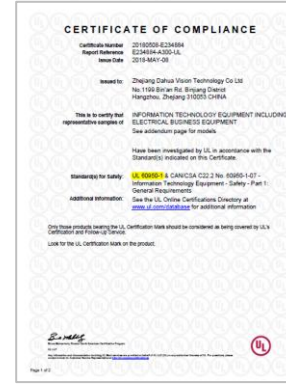 CERTIFICATE OF COMPLIANCE
Certificate Number 20180508-E234884
Report Reference E234884-A300-UL
Issue Date 2018-MAY-08
Issued to: Zhejiang Dahua Vision Technology Co Ltd
No.1199 Bin'an Rd. Binjiang District
Hangzhou, Zhejiang 310053 CHINA
This is to certify that INFORMATION TECHNOLOGY EQUIPMENT INCLUDING
representative samples of ELECTRICAL BUSINESS EQUIPMENT
See addendum page for models
Have been investigated by UL in accordance with the
Standard(s) indicated on this Certificate.
Standard(s) for Safety: UL 60950-1 & CAN/CSA C22.2 No. 60950-1-07 -
Information Technology Equipment - Safety - Part 1:
General Requirements
Additional Information: See the UL Online Certifications Directory at
www.ul.com/database for additional information
Only those products bearing the UL Certification Mark should be considered as being covered by UL's
Certification and Follow-Up Service.
Look for the UL Certification Mark on the product.
UL
Page 1 of 2